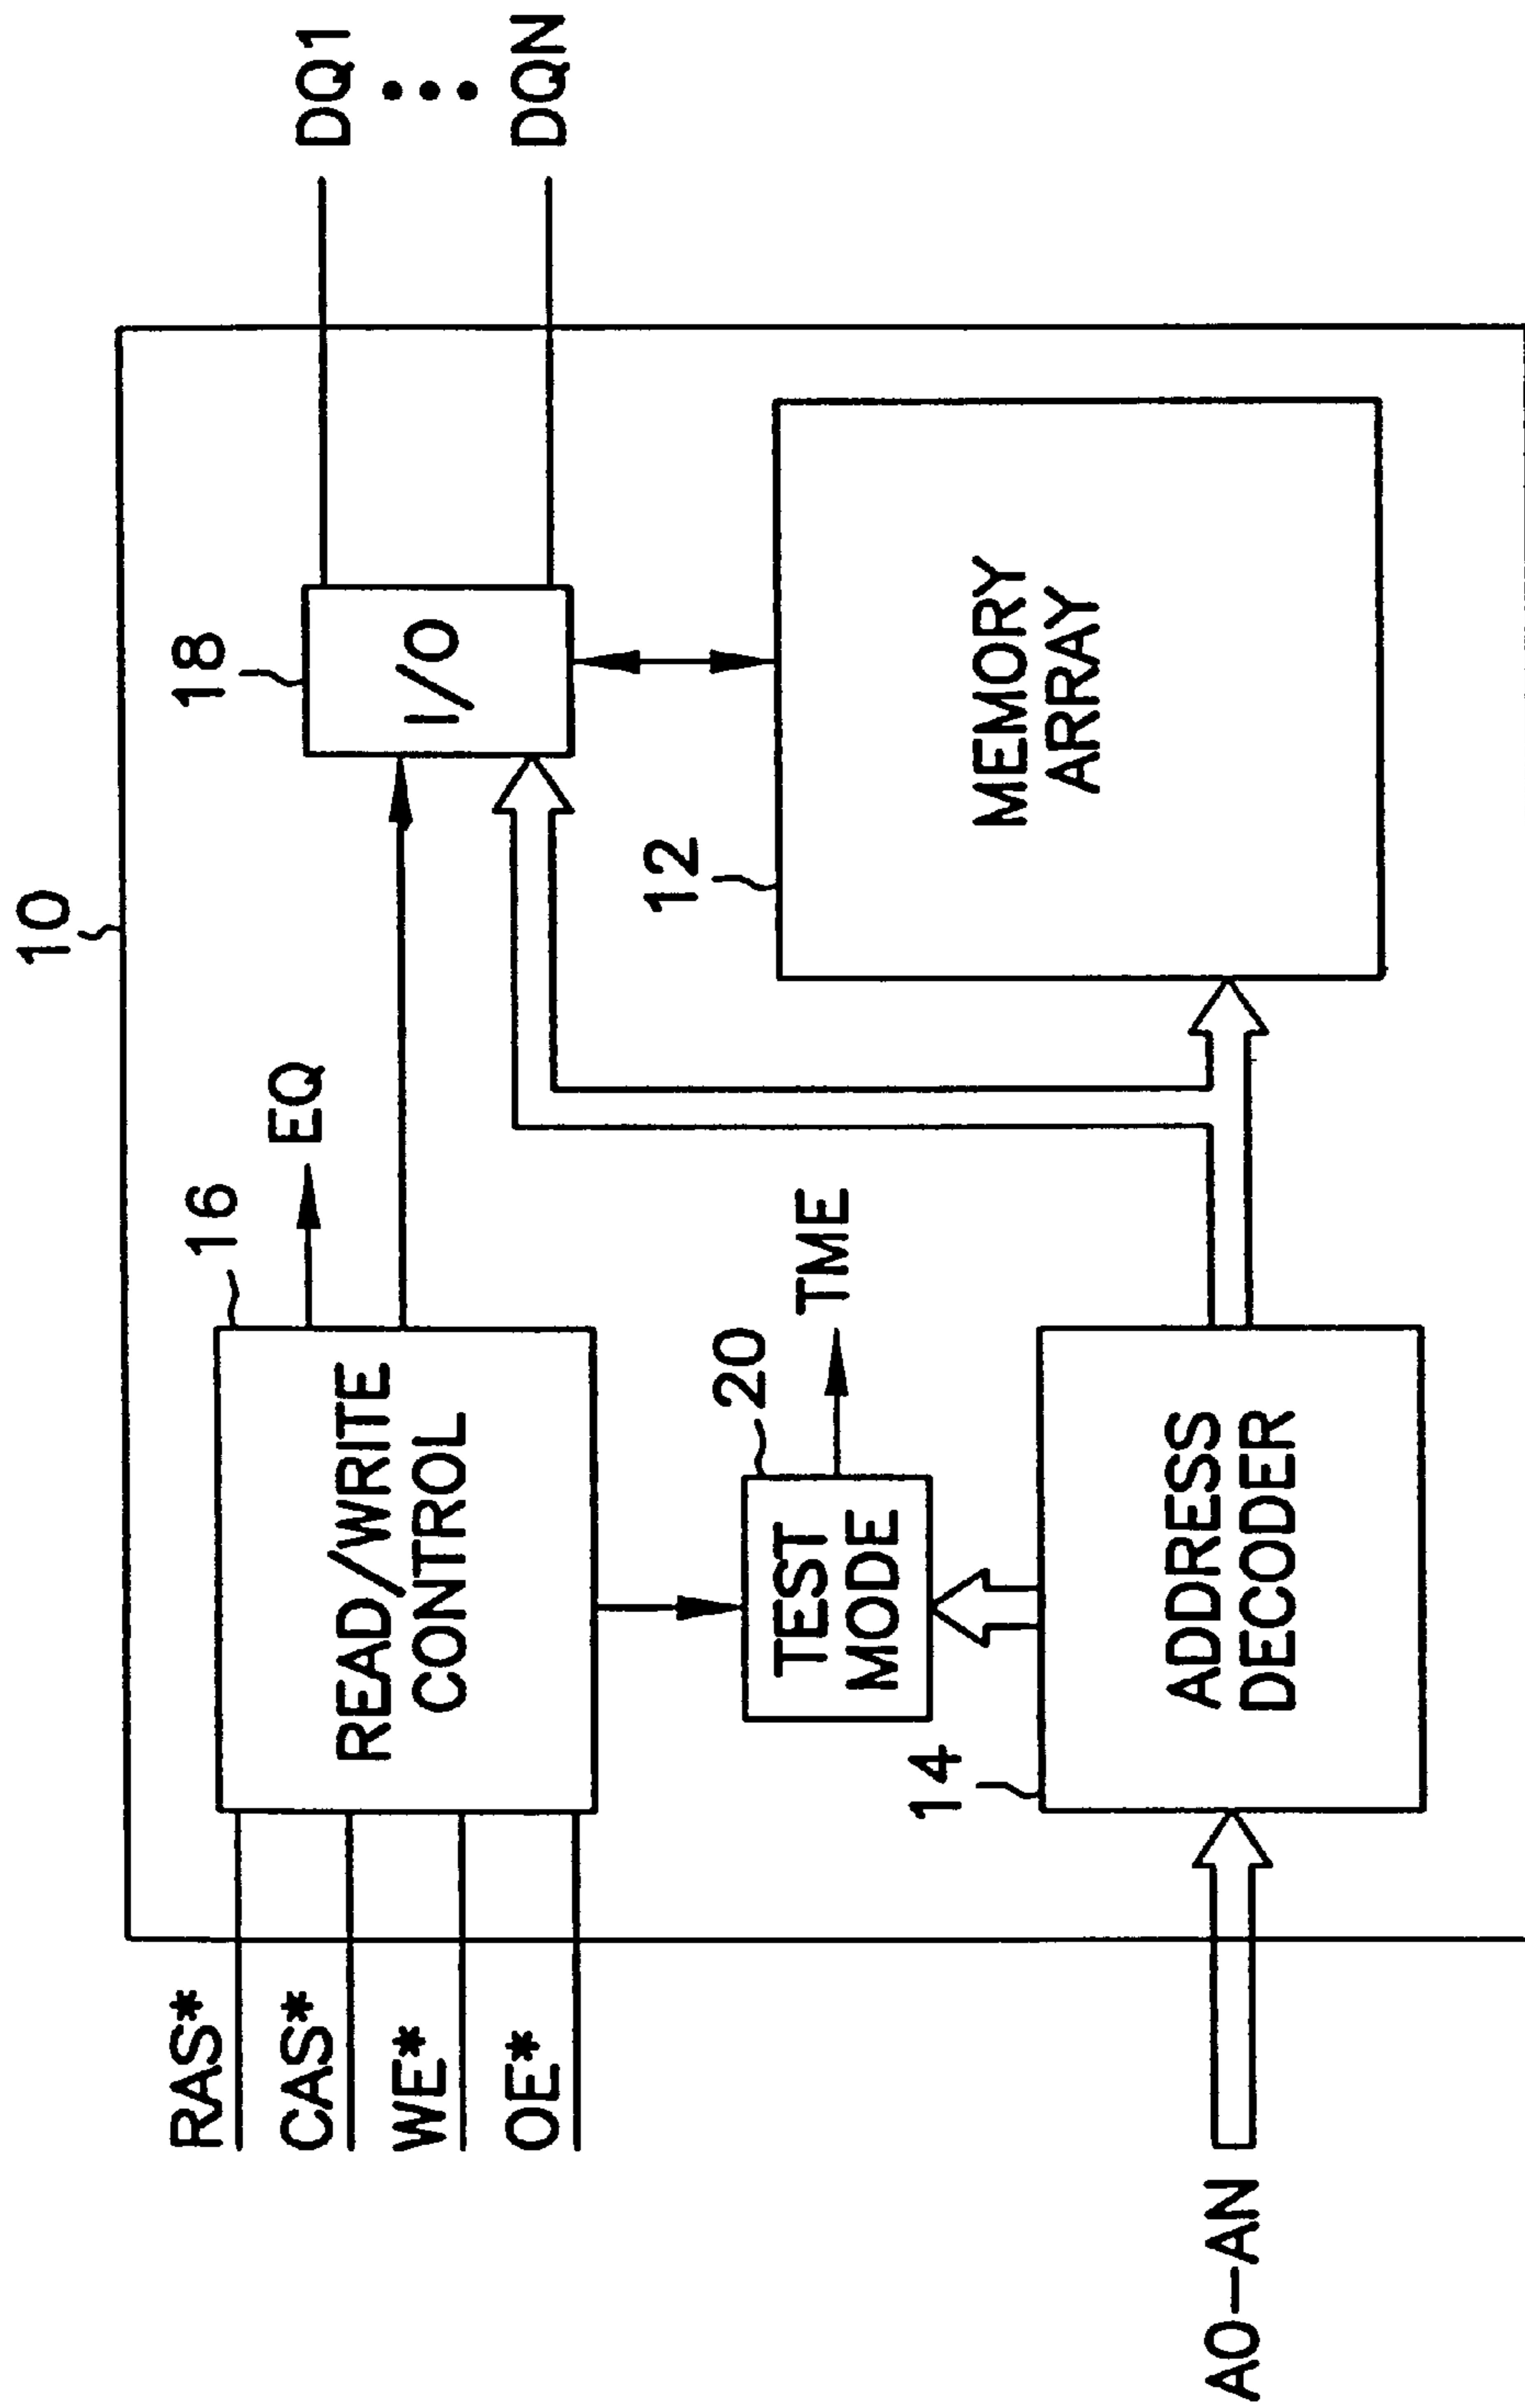 10
RAS*
CAS*
WE*
OE*
16
READ/WRITE
CONTROL
EQ
18
I/O
DQ1
DQN
20
TEST
MODE
TME
12
MEMORY
ARRAY
14
ADDRESS
DECODER
A0-AN